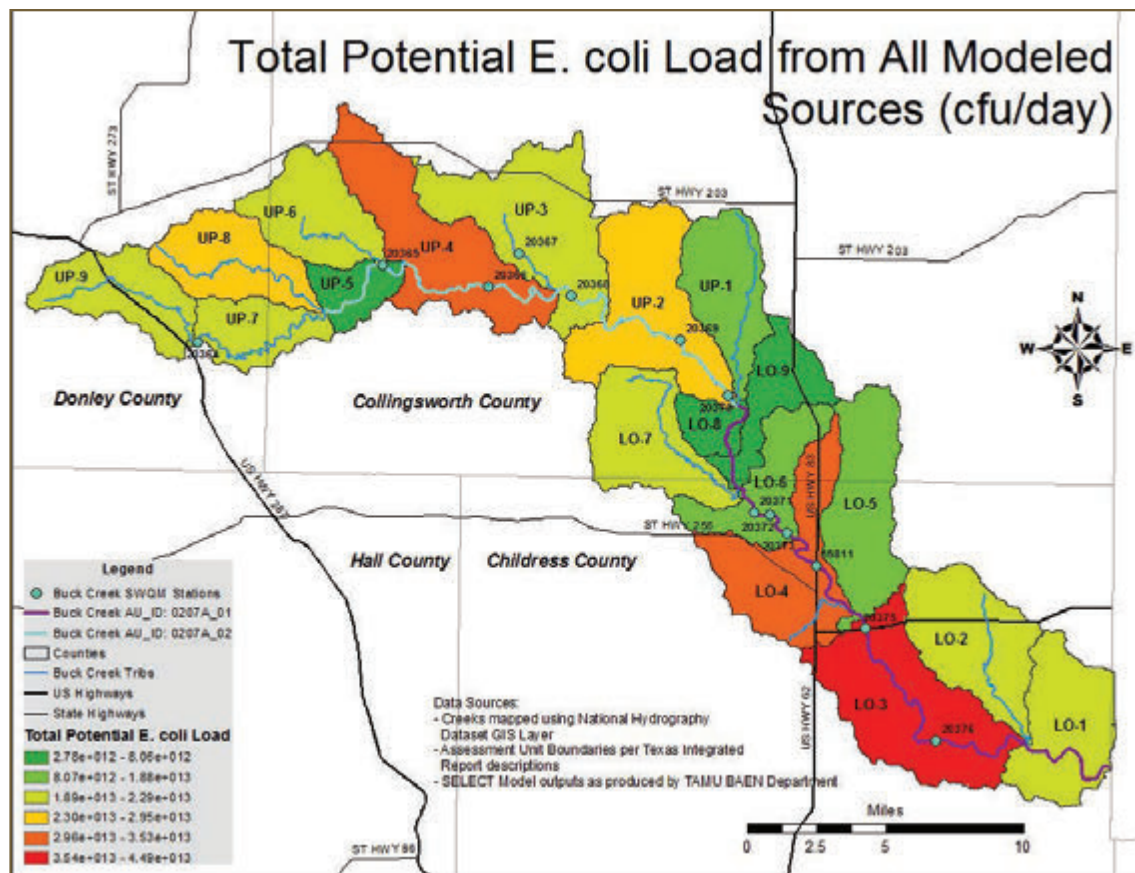 Total Potential E. coli Load from All Modeled
Sources (cfu/day)
ST HWY 273
ST HWY 203
ST HWY 203
UP-6
UP-3
UP-8
UP-4
20367
20365
UP-9
UP-5
20368
UP-1
UP-7
UP-2
20369
N
W E
S
LO-9
Donley County
Collingsworth County
LO-8
LO-7
US HWY 83
LO-6
LO-5
US HWY 287
20371
20372
ST HWY 256
Hall County
Childress County
LO-4
20375
LO-2
LO-3
LO-1
20376
US HWY 62
Legend
Buck Creek SWQM Stations
Buck Creek AU_ID: 0207A_01
Buck Creek AU_ID: 0207A_02
Counties
Buck Creek Tribs
US Highways
State Highways
Total Potential E. coli Load
2.78e+012 - 8.06e+012
8.07e+012 - 1.88e+013
1.89e+013 - 2.29e+013
2.30e+013 - 2.95e+013
2.96e+013 - 3.53e+013
3.54e+013 - 4.49e+013
Data Sources:
- Creeks mapped using National Hydrography
Dataset GIS Layer
- Assessment Unit Boundaries per Texas Integrated
Report descriptions
- SELECT Model outputs as produced by TAMU BAEN Department
Miles
0 2.5 5 10
ST HWY 86